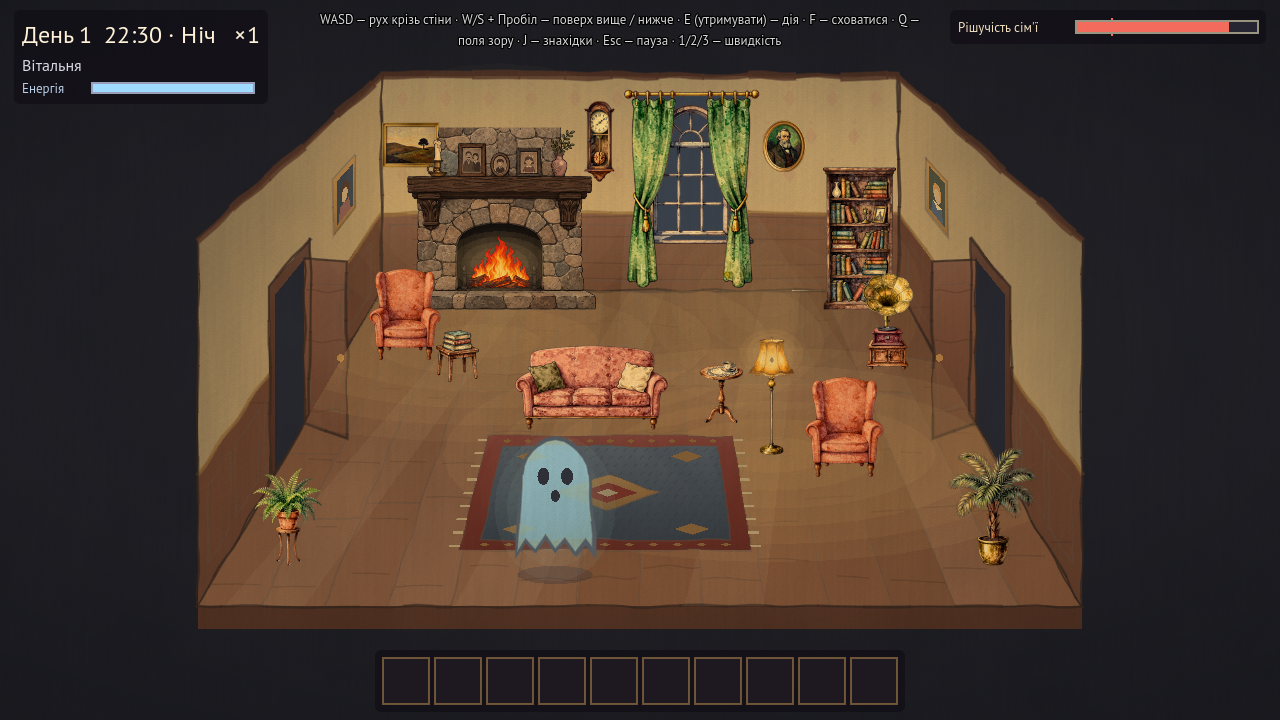 День 1 22:30 · Ніч ×1
Вітальня
Енергія
WASD — рух крізь стіни · W/S + Пробіл — поверх вище / нижче · E (утримувати) — дія · F — сховатися · Q —
поля зору · J — знахідки · Esc — пауза · 1/2/3 — швидкість
Рішучість сім'ї